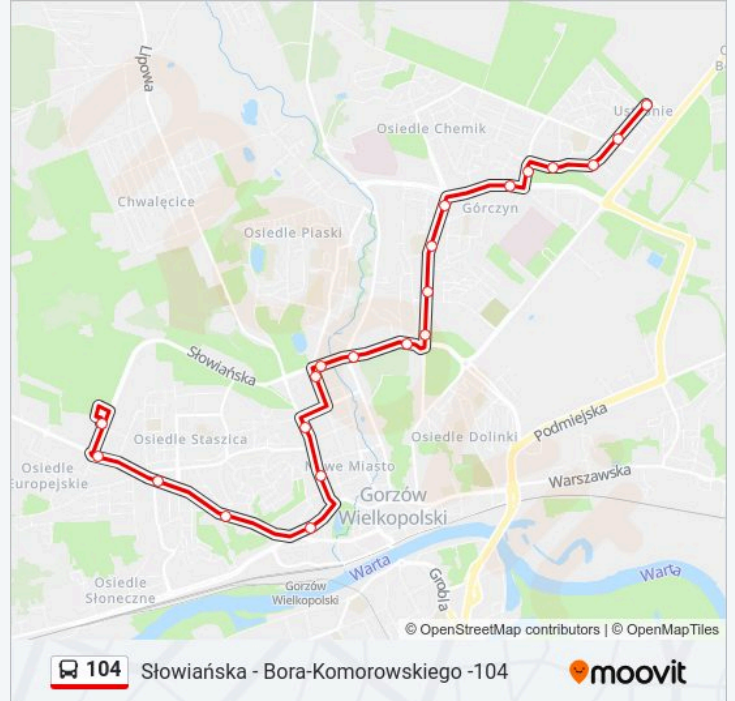 Lipowa
Ustronie
Osiedle Chemik
Chwalęcice
Górczyn
Osiedle Piaski
Słowiańska
Podmiejska
Osiedle Staszica
Osiedle Dolinki
Nowe Miasto
Osiedle
Europejskie
Warszawska
Gorzów
Wielkopolski
Warta
Warta
Osiedle
Słoneczne
Gorzów
Wielkopolski
Grobla
© OpenStreetMap contributors | © OpenMapTiles
104 Słowiańska - Bora-Komorowskiego -104
moovit